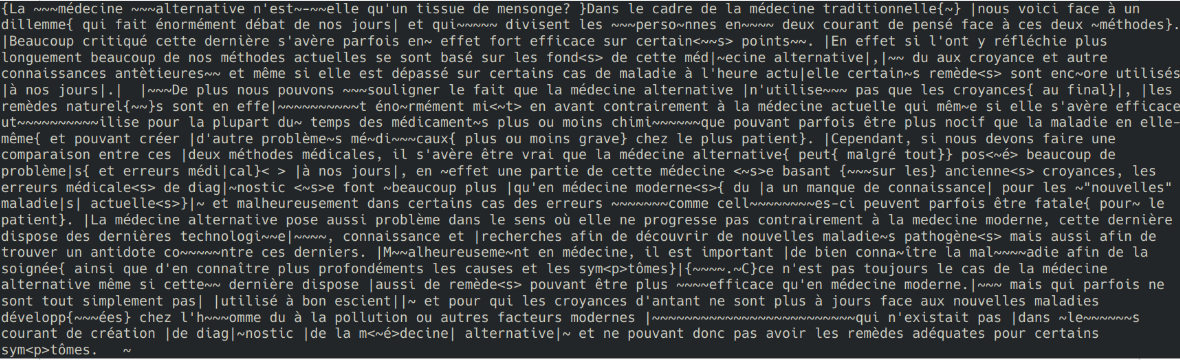 {La ~~~médecine ~~~alternative n'est~-~~elle qu'un tissue de mensonge? }Dans le cadre de la médecine traditionnelle{~} |nous voici face à un
dillemme{ qui fait énormément débat de nos jours| et qui~~~~~ divisent les ~~~perso~nnes en~~~~ deux courant de pensé face à ces deux ~méthodes}.
|Beaucoup critiqué cette dernière s'avère parfois en~ effet fort efficace sur certain<~~s> points~~. |En effet si l'ont y réfléchie plus
longuement beaucoup de nos méthodes actuelles se sont basé sur les fond<s> de cette méd|~ecine alternative|,|~~ du aux croyance et autre
connaissances antètieures~~ et même si elle est dépassé sur certains cas de maladie à l'heure actu|elle certain~s remède<s> sont enc~ore utilisés
|à nos jours|.|  |~~~De plus nous pouvons ~~~souligner le fait que la médecine alternative |n'utilise~~~ pas que les croyances{ au final}|, |les
remèdes naturel{~~}s sont en effe|~~~~~~~~~~t éno~rmément mi<~t> en avant contrairement à la médecine actuelle qui mêm~e si elle s'avère efficace
ut~~~~~~~~~~ilise pour la plupart du~ temps des médicament~s plus ou moins chimi~~~~~~que pouvant parfois être plus nocif que la maladie en elle-
même{ et pouvant créer |d'autre problème~s mé~di~~~caux{ plus ou moins grave} chez le plus patient}. |Cependant, si nous devons faire une
comparaison entre ces |deux méthodes médicales, il s'avère être vrai que la médecine alternative{ peut{ malgré tout}} pos<~é> beaucoup de
problème|s{ et erreurs médi|cal}< > |à nos jours|, en ~effet une partie de cette médecine <~s>e basant {~~~sur les} ancienne<s> croyances, les
erreurs médicale<s> de diag|~nostic <~s>e font ~beaucoup plus |qu'en médecine moderne<s>{ du |a un manque de connaissance| pour les ~"nouvelles"
maladie|s| actuelle<s>}|~ et malheureusement dans certains cas des erreurs ~~~~~~~comme cell~~~~~~~~es-ci peuvent parfois être fatale{ pour~ le
patient}. |La médecine alternative pose aussi problème dans le sens où elle ne progresse pas contrairement à la medecine moderne, cette dernière
dispose des dernières technologi~~e|~~~~, connaissance et |recherches afin de découvrir de nouvelles maladie~s pathogène<s> mais aussi afin de
trouver un antidote co~~~~~ntre ces derniers. |M~~alheureuseme~nt en médecine, il est important |de bien conna~ître la mal~~~~adie afin de la
soignée{ ainsi que d'en connaître plus profondéments les causes et les sym<p>tômes}|{~~~~.~C}ce n'est pas toujours le cas de la médecine
alternative même si cette~~ dernière dispose |aussi de remède<s> pouvant être plus ~~~~efficace qu'en médecine moderne.|~~~ mais qui parfois ne
sont tout simplement pas| |utilisé à bon escient||~ et pour qui les croyances d'antant ne sont plus à jours face aux nouvelles maladies
développ{~~~ées} chez l'h~~~omme du à la pollution ou autres facteurs modernes |~~~~~~~~~~~~~~~~~~~~~~~~~qui n'existait pas |dans ~le~~~~~~s
courant de création |de diag|~nostic |de la m<~é>decine| alternative|~ et ne pouvant donc pas avoir les remèdes adéquates pour certains
sym<p>tômes.   ~